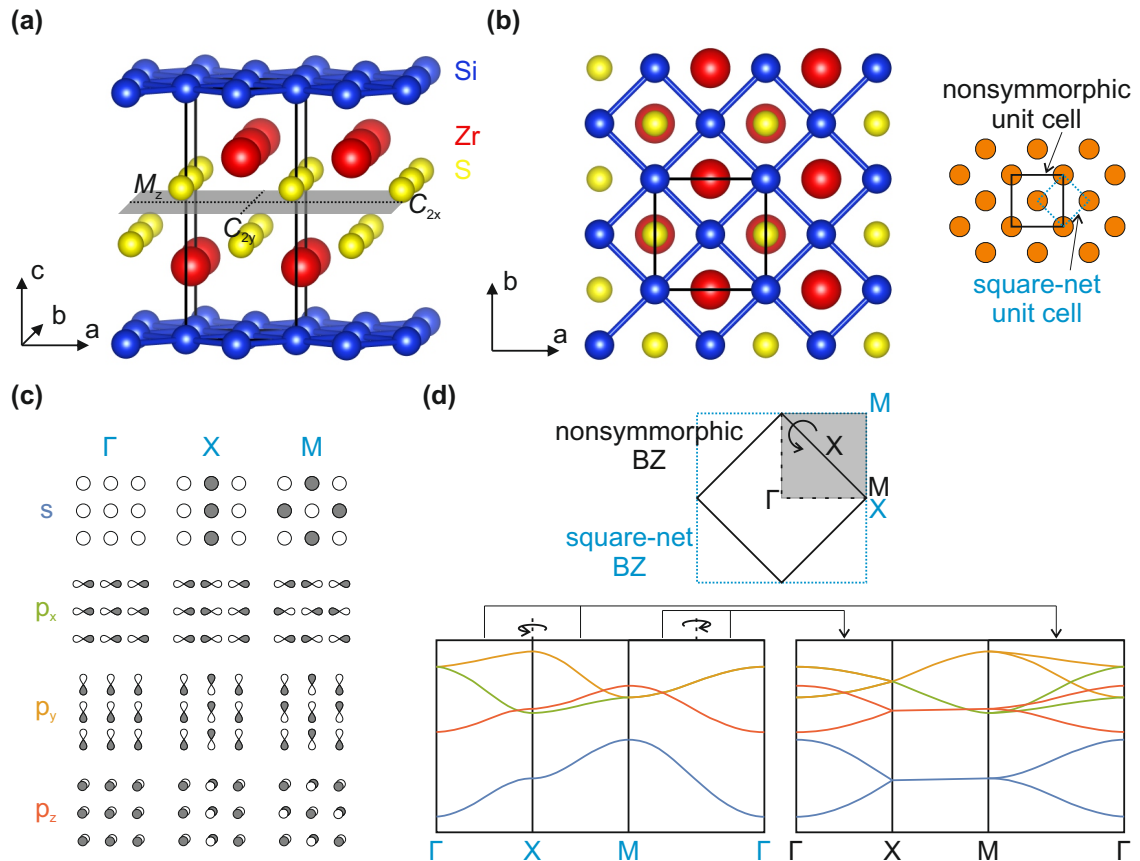 (a)
Si
Zr
S
M_z
C_2x
C_2y
c
b
a
(b)
b
a
nonsymmorphic
unit cell
square-net
unit cell
(c)
Γ X M
s
p_x
p_y
p_z
(d)
M
nonsymmorphic
BZ
X
Γ
M
X
square-net
BZ
Γ X M Γ
Γ X M Γ